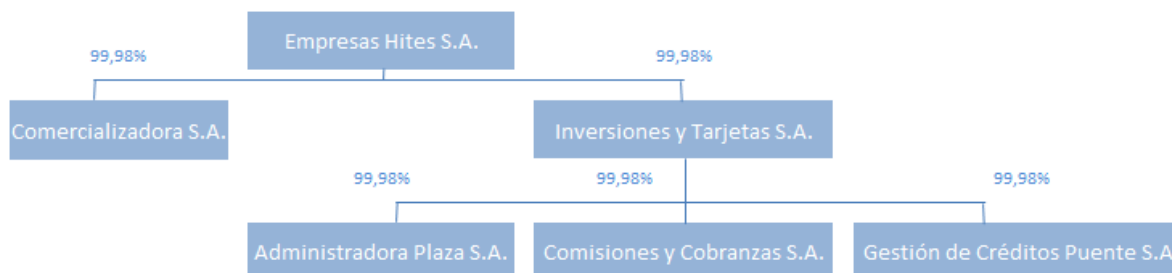 Empresas Hites S.A.
99,98%
99,98%
Comercializadora S.A.
Inversiones y Tarjetas S.A.
99,98%
99,98%
99,98%
Administradora Plaza S.A.
Comisiones y Cobranzas S.A.
Gestión de Créditos Puente S.A